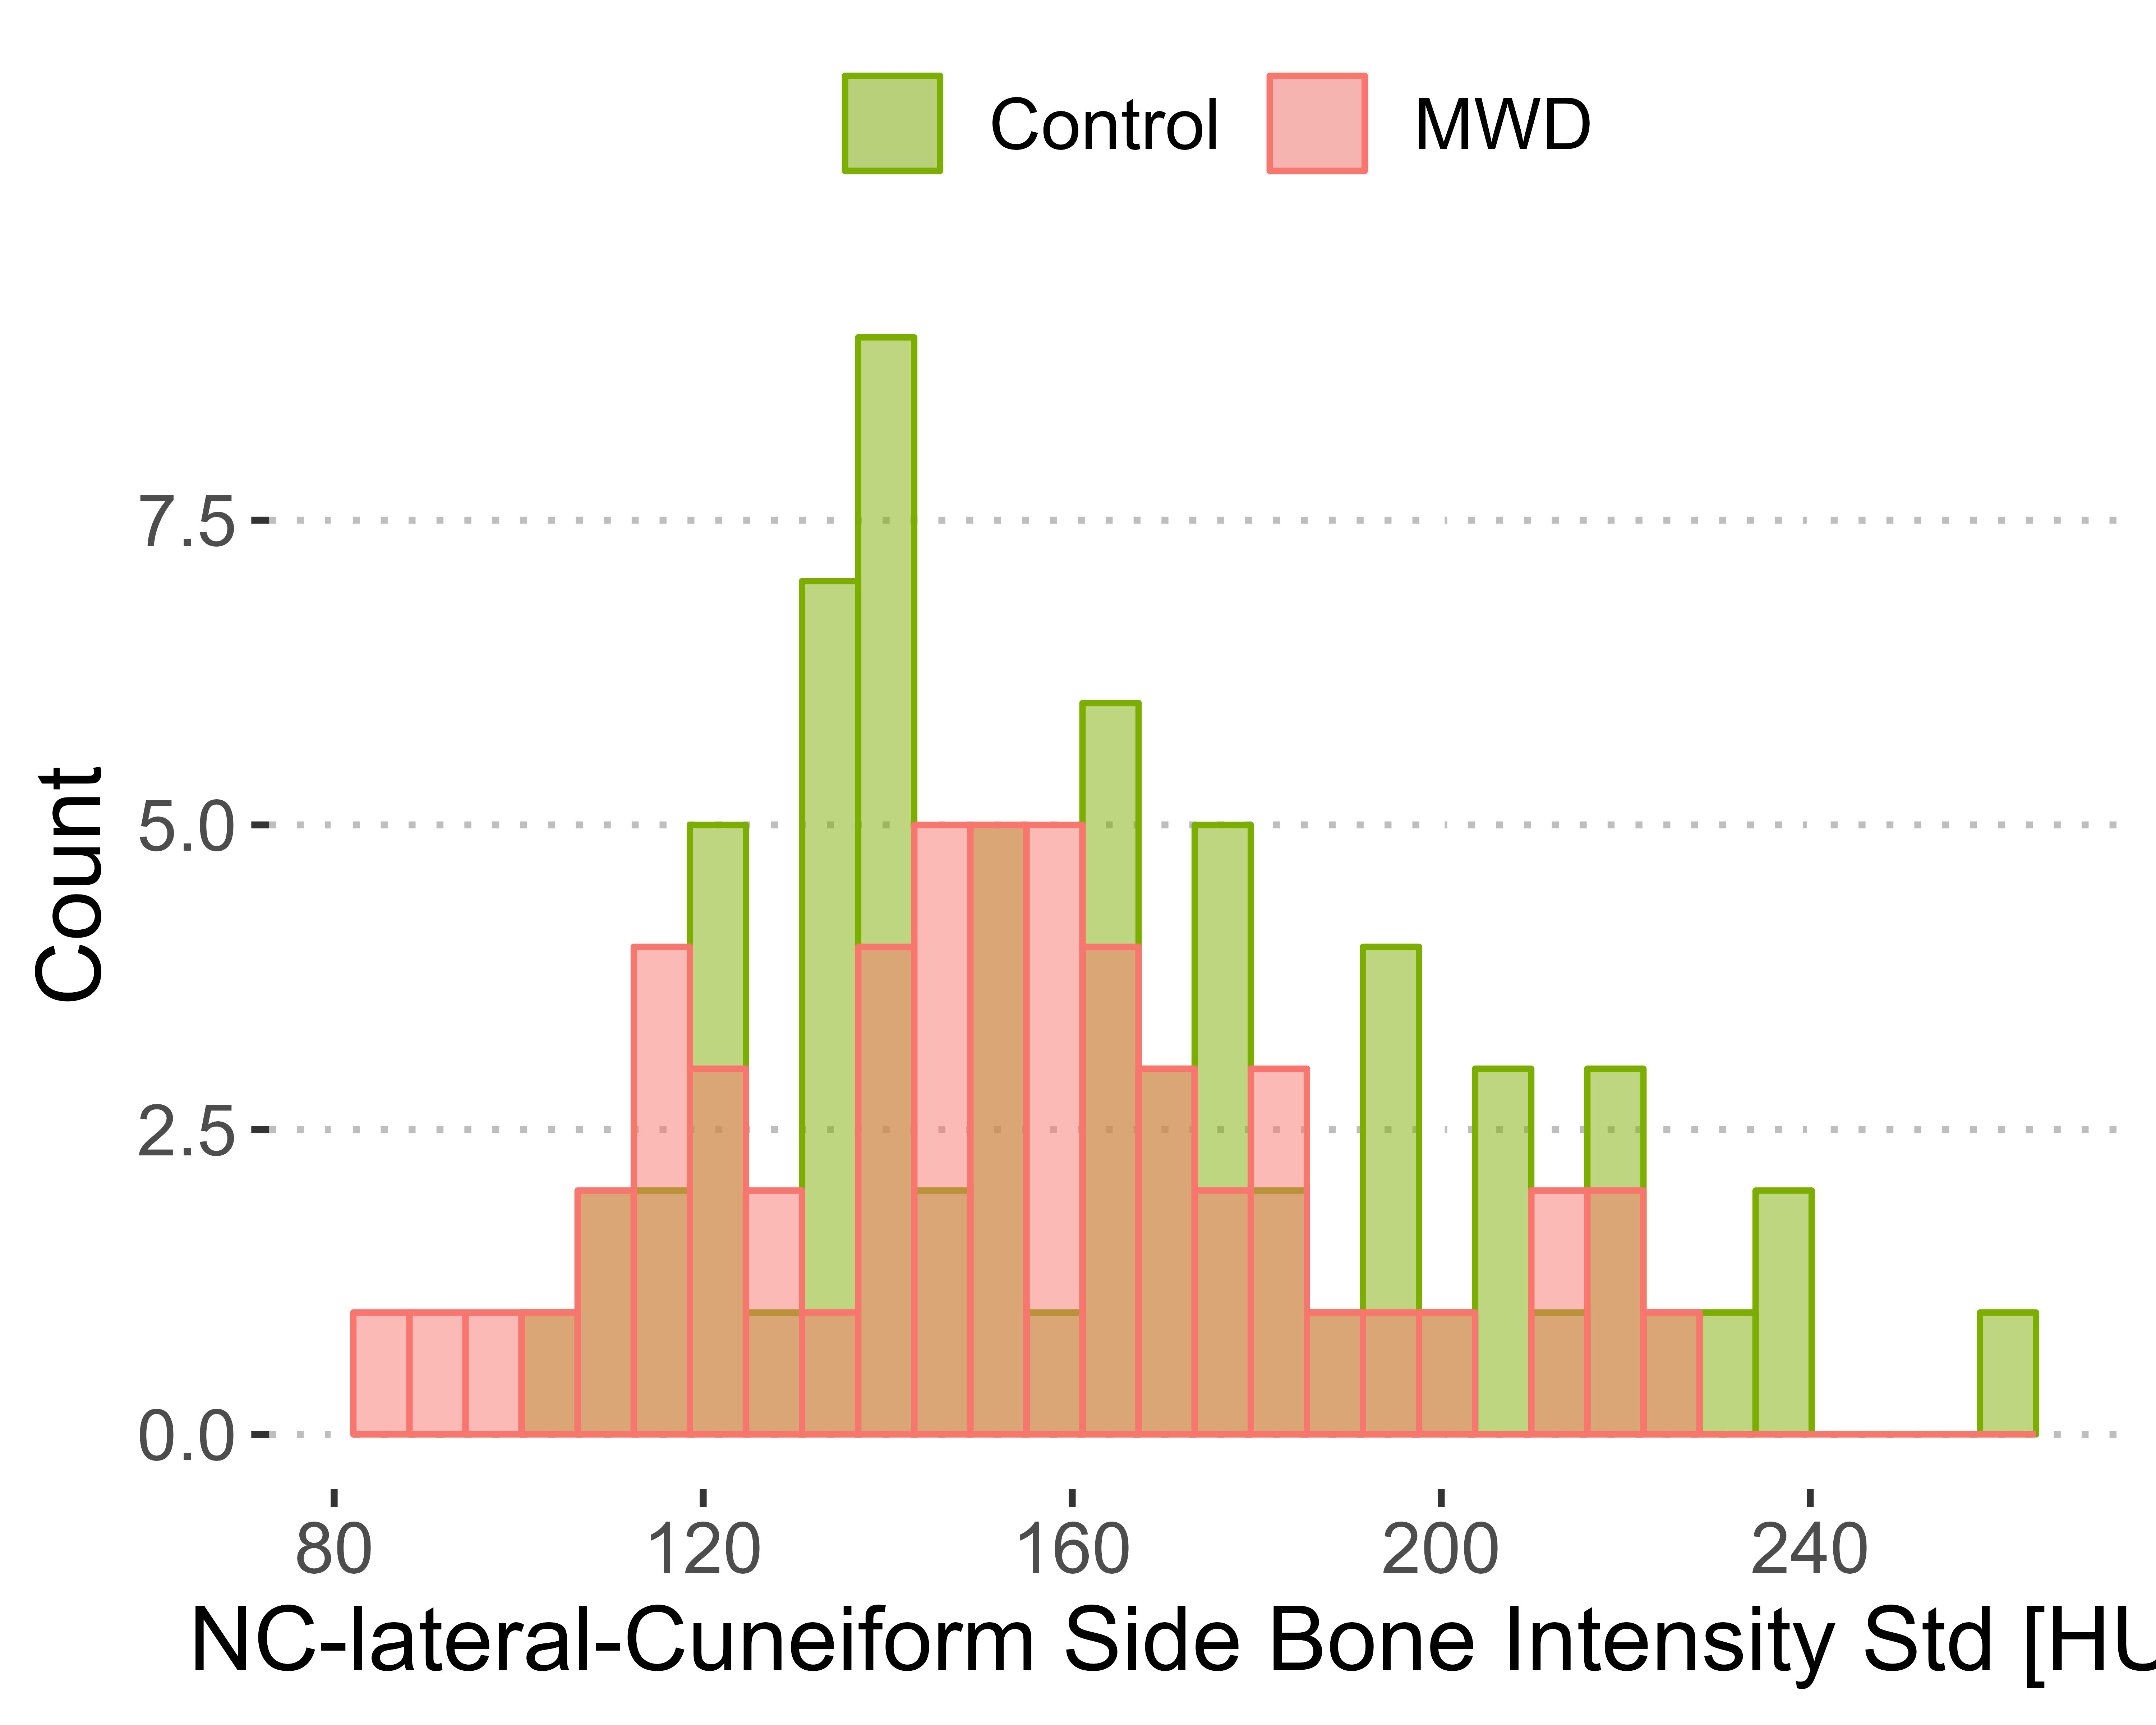 Control MWD
7.5
5.0
2.5
0.0
Count
80 120 160 200 240
NC-lateral-Cuneiform Side Bone Intensity Std [HU